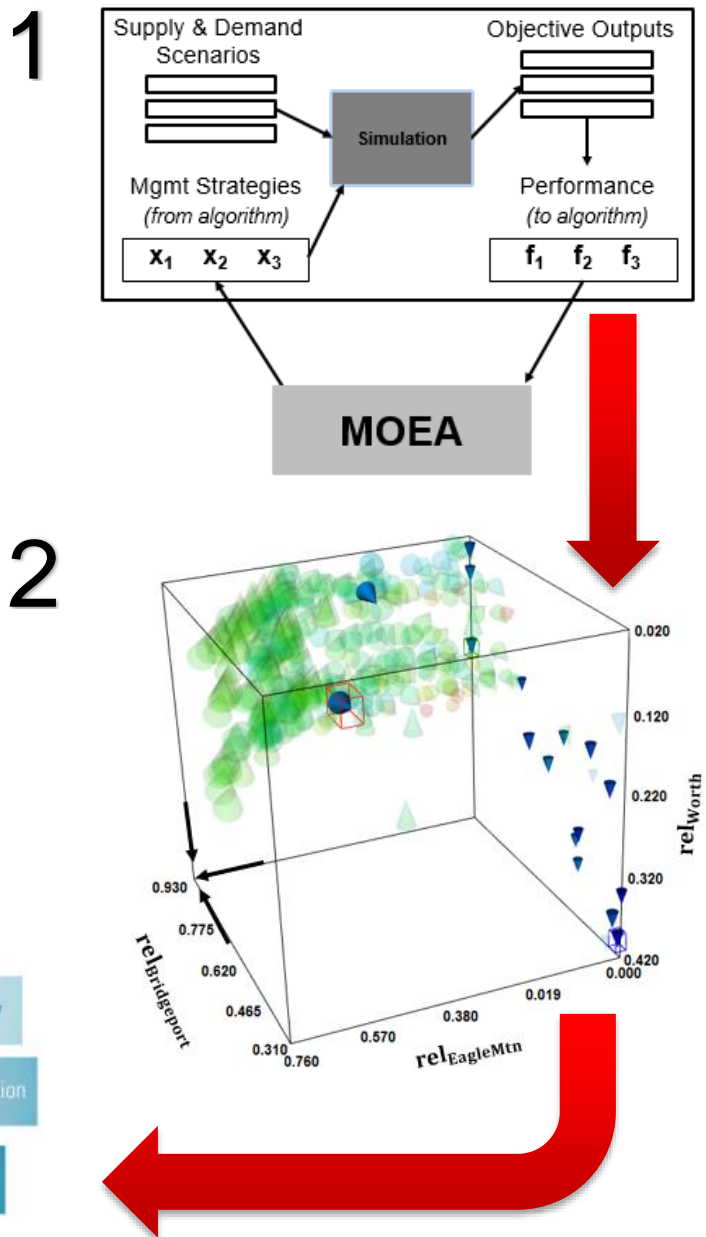 1
Supply & Demand
Scenarios
Objective Outputs
Simulation
Mgmt Strategies
(from algorithm)
Performance
(to algorithm)
x₁ x₂ x₃
f₁ f₂ f₃
MOEA
2
0.020
0.120
0.220
0.320
0.420
relWorth
0.930
0.775
0.620
0.465
0.310
relBridgeport
0.760
0.570
0.380
0.019
0.000
relEagleMtn